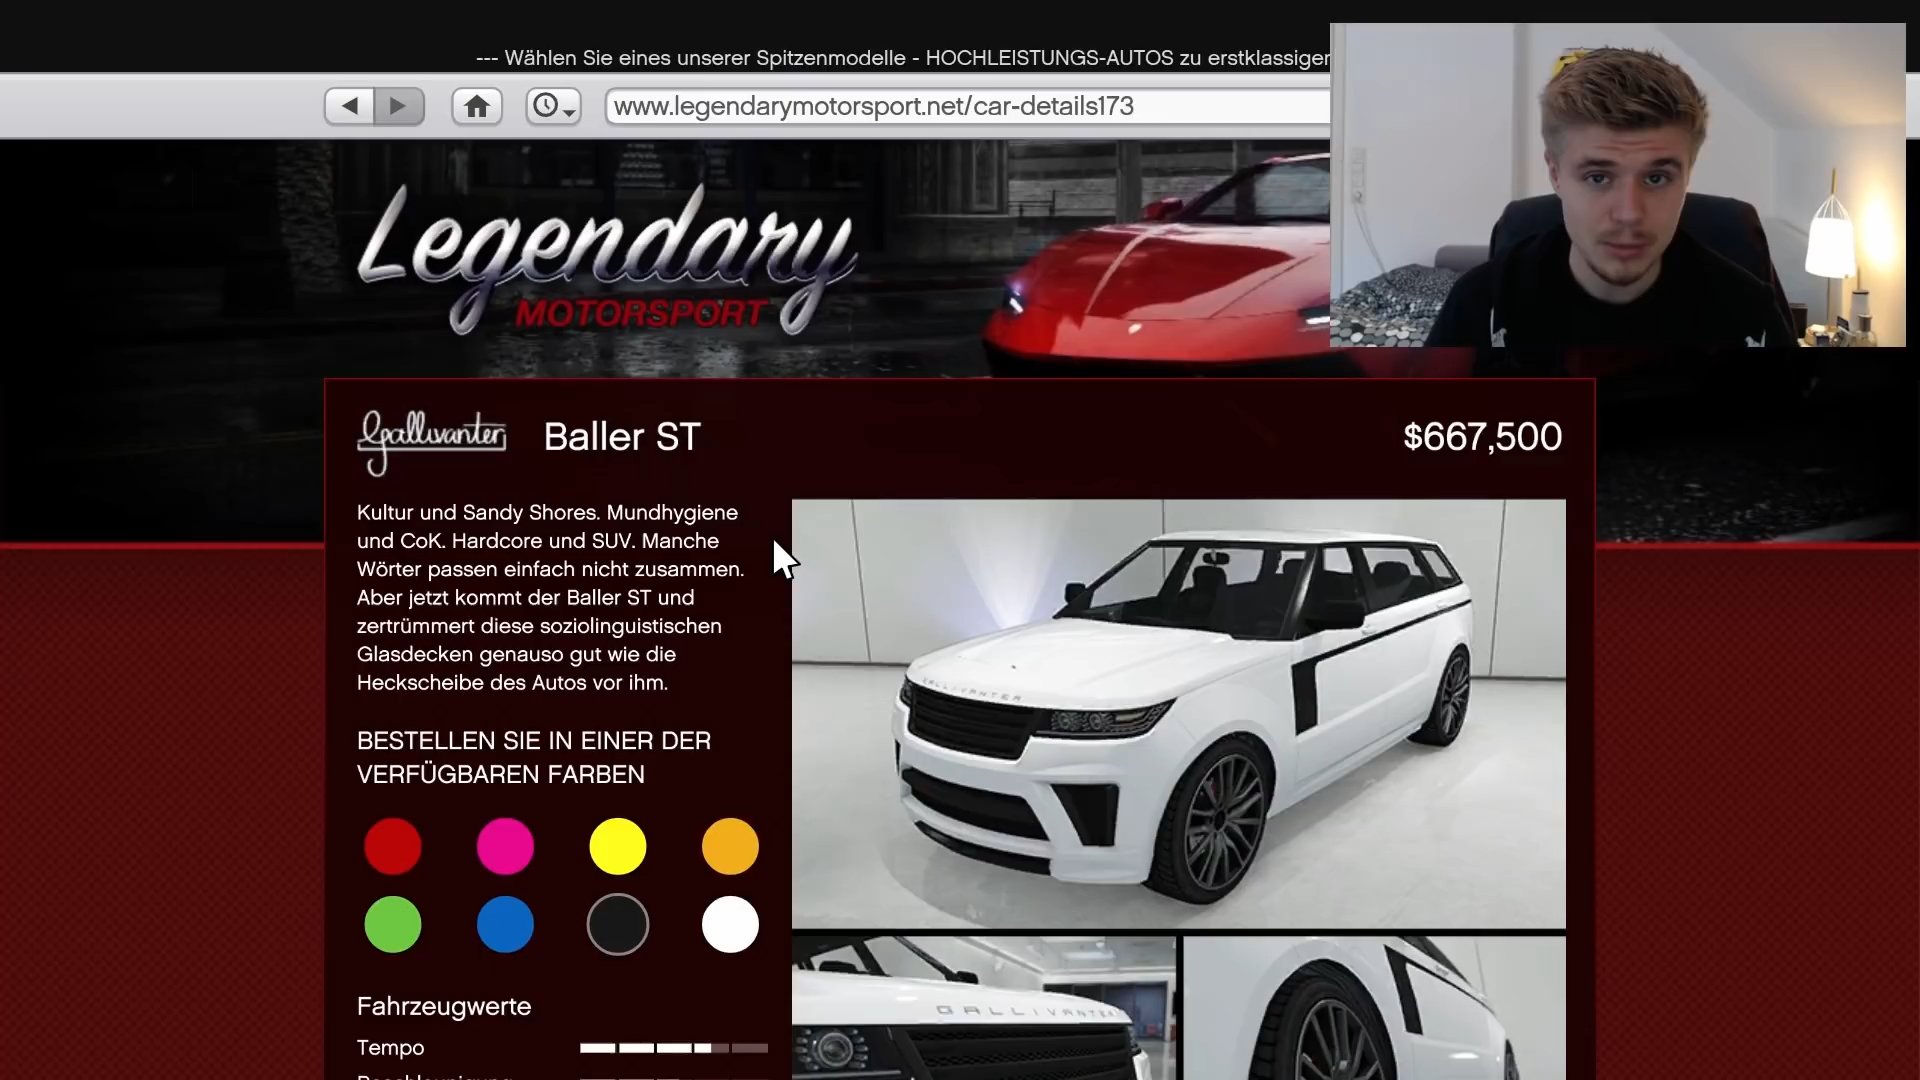 --- Wählen Sie eines unserer Spitzenmodelle - HOCHLEISTUNGS-AUTOS zu erstklassigen
www.legendarymotorsport.net/car-details173
Legendary
MOTORSPORT
Gallivanter
Baller ST
$667,500
Kultur und Sandy Shores. Mundhygiene
und CoK. Hardcore und SUV. Manche
Wörter passen einfach nicht zusammen.
Aber jetzt kommt der Baller ST und
zertrümmert diese soziolinguistischen
Glasdecken genauso gut wie die
Heckscheibe des Autos vor ihm.
GALLIVANTER
BESTELLEN SIE IN EINER DER
VERFÜGBAREN FARBEN
Fahrzeugwerte
GALLIVANTER
Tempo